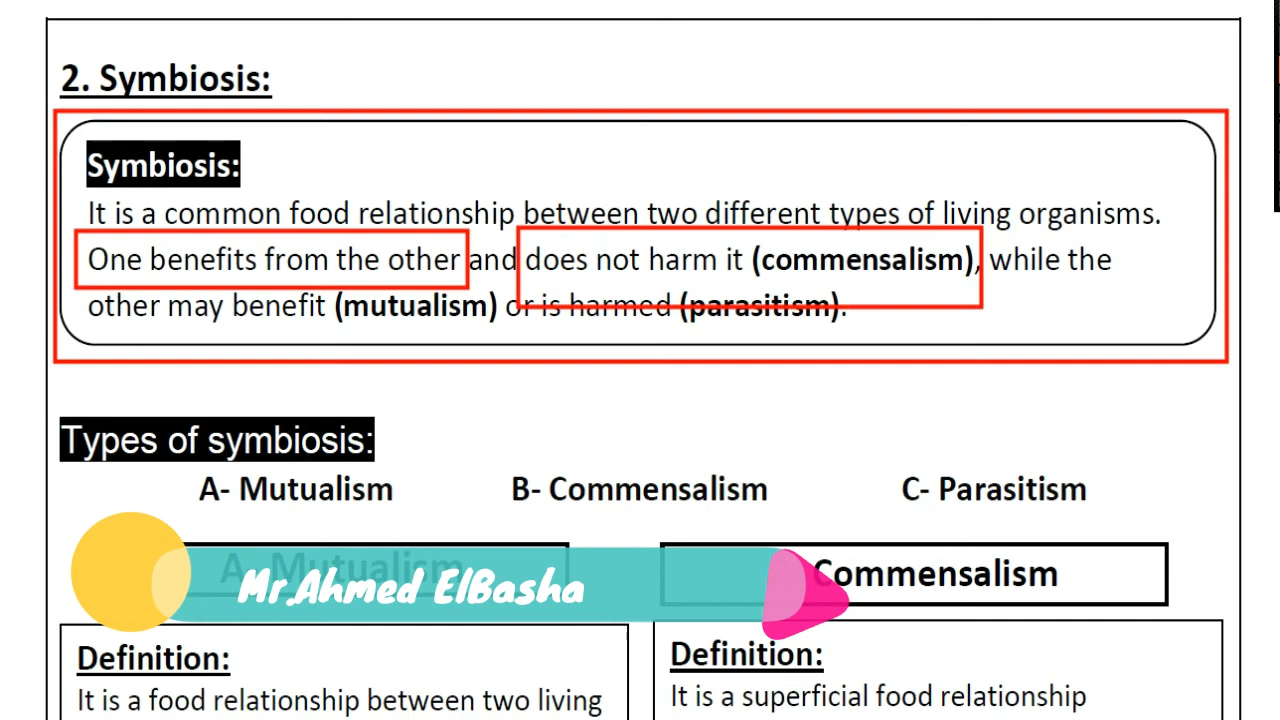 2. Symbiosis:
Symbiosis:
It is a common food relationship between two different types of living organisms.
One benefits from the other and does not harm it (commensalism), while the
other may benefit (mutualism) or is harmed (parasitism).
Types of symbiosis:
A- Mutualism B- Commensalism C- Parasitism
A- Mutualism
Commensalism
Mr.Ahmed ElBasha
Definition:
It is a food relationship between two living
Definition:
It is a superficial food relationship